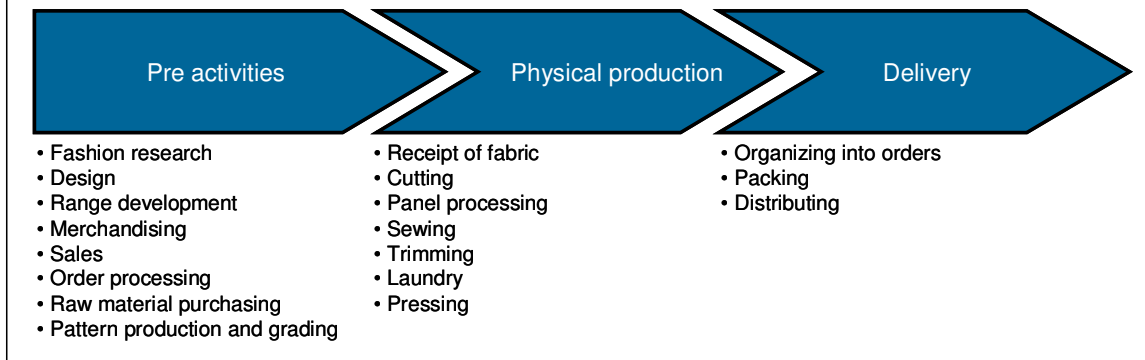 Pre activities
• Fashion research
• Design
• Range development
• Merchandising
• Sales
• Order processing
• Raw material purchasing
• Pattern production and grading
Physical production
• Receipt of fabric
• Cutting
• Panel processing
• Sewing
• Trimming
• Laundry
• Pressing
Delivery
• Organizing into orders
• Packing
• Distributing